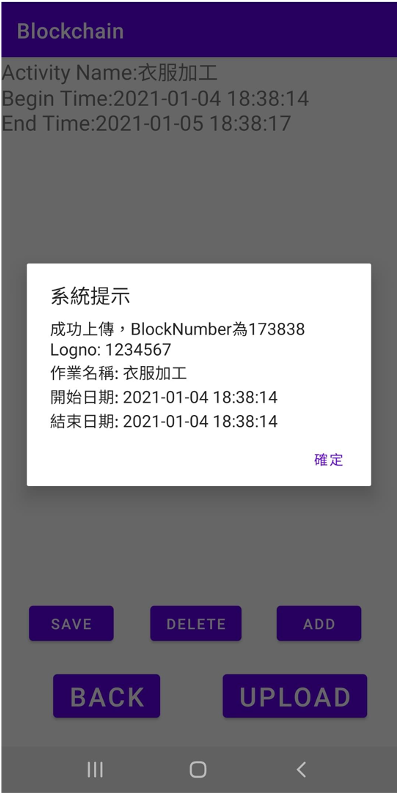 Blockchain
Activity Name:衣服加工
Begin Time:2021-01-04 18:38:14
End Time:2021-01-05 18:38:17
系統提示
成功上傳，BlockNumber為173838
Logno: 1234567
作業名稱: 衣服加工
開始日期: 2021-01-04 18:38:14
結束日期: 2021-01-04 18:38:14
確定
SAVE DELETE ADD
BACK UPLOAD